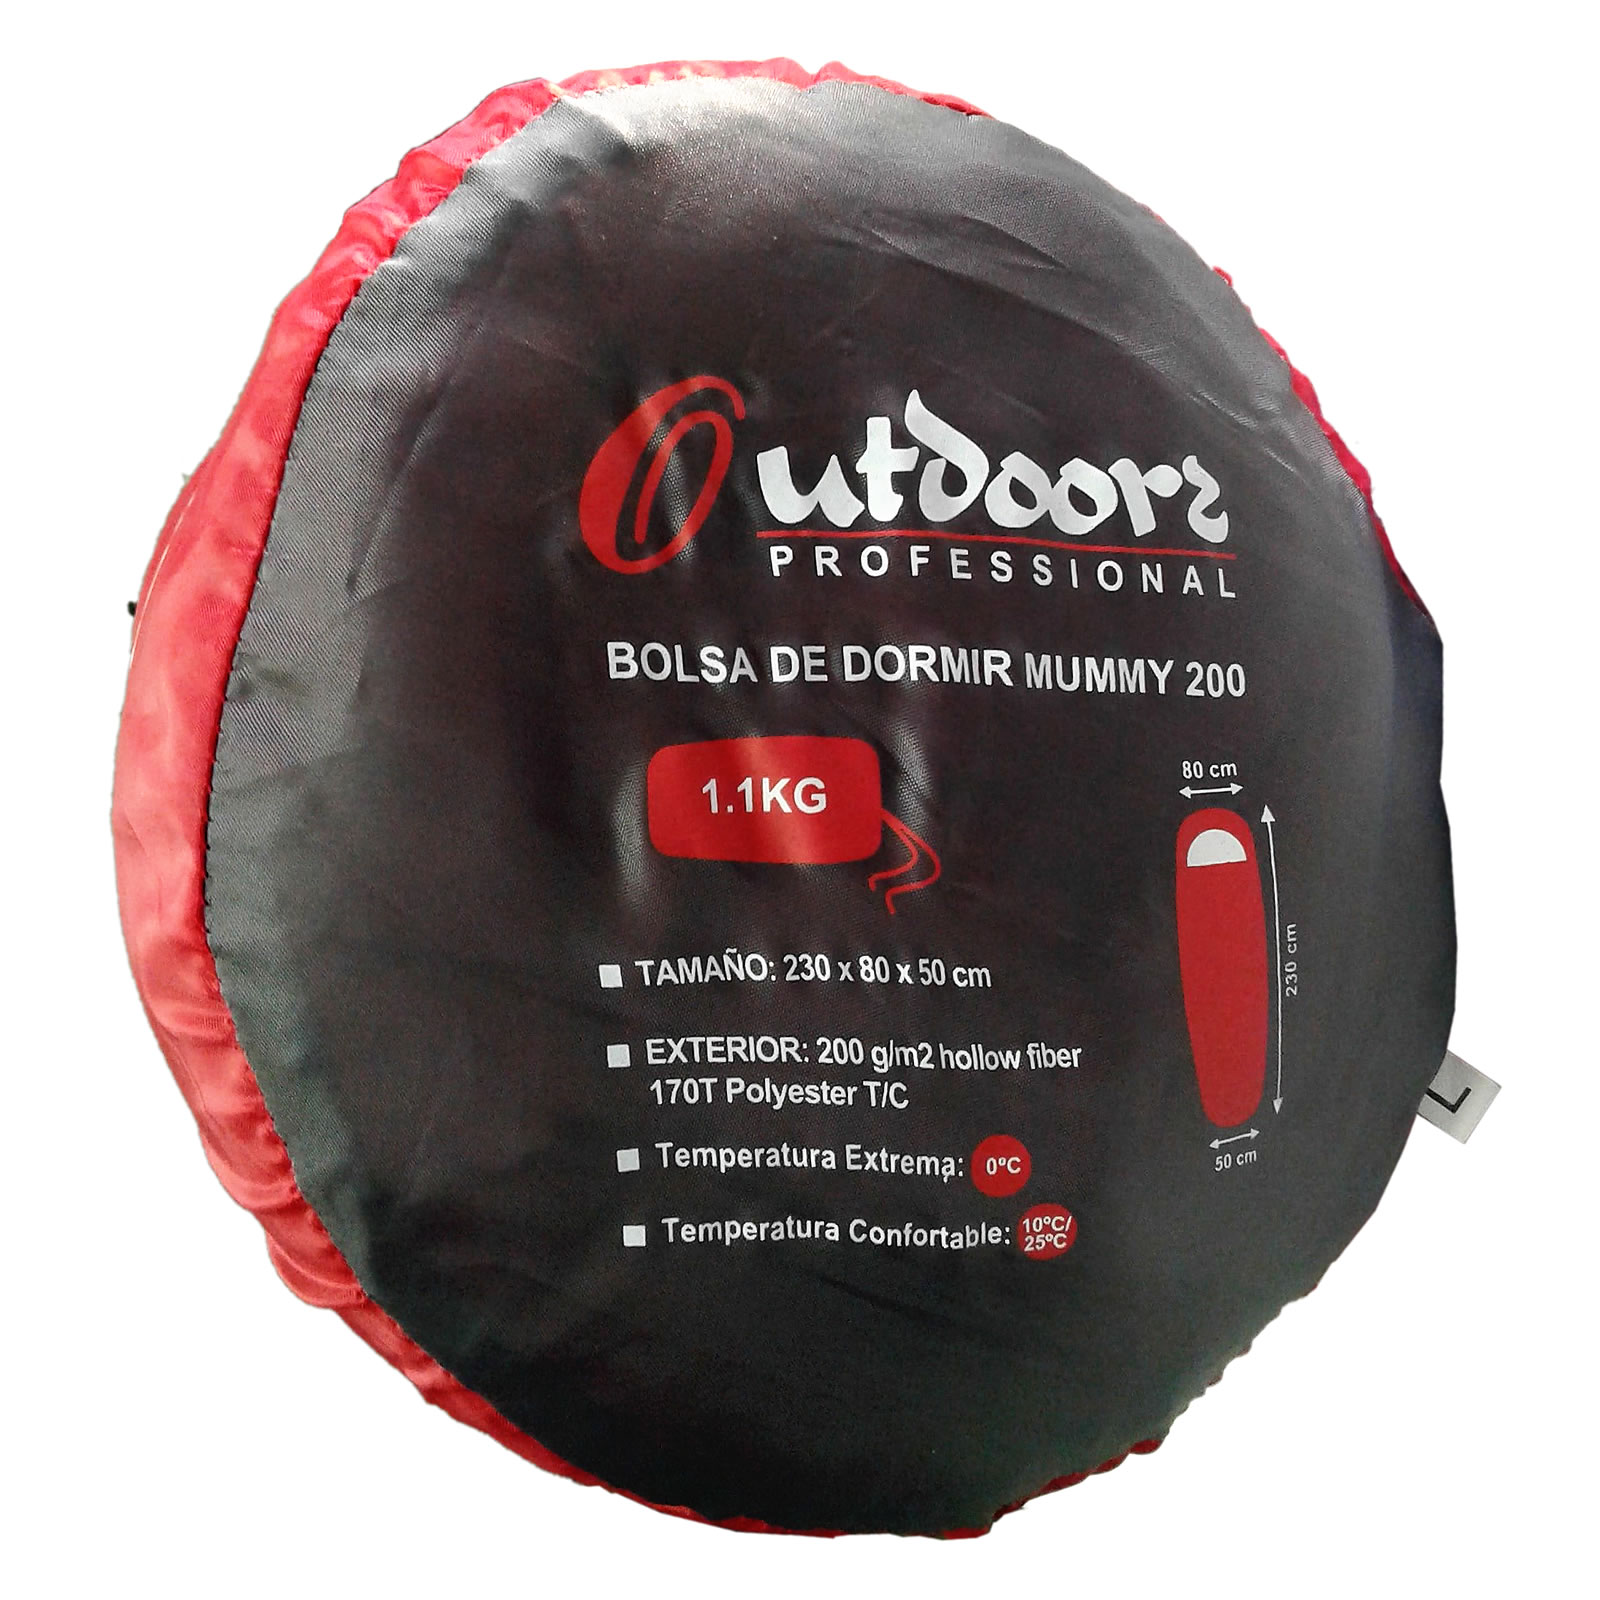 Outdoors
PROFESSIONAL
BOLSA DE DORMIR MUMMY 200
1.1KG
80 cm
230 cm
50 cm
TAMAÑO: 230 x 80 x 50 cm
EXTERIOR: 200 g/m2 hollow fiber
170T Polyester T/C
Temperatura Extrema: 0ºC
Temperatura Confortable: 10ºC/
25ºC
L